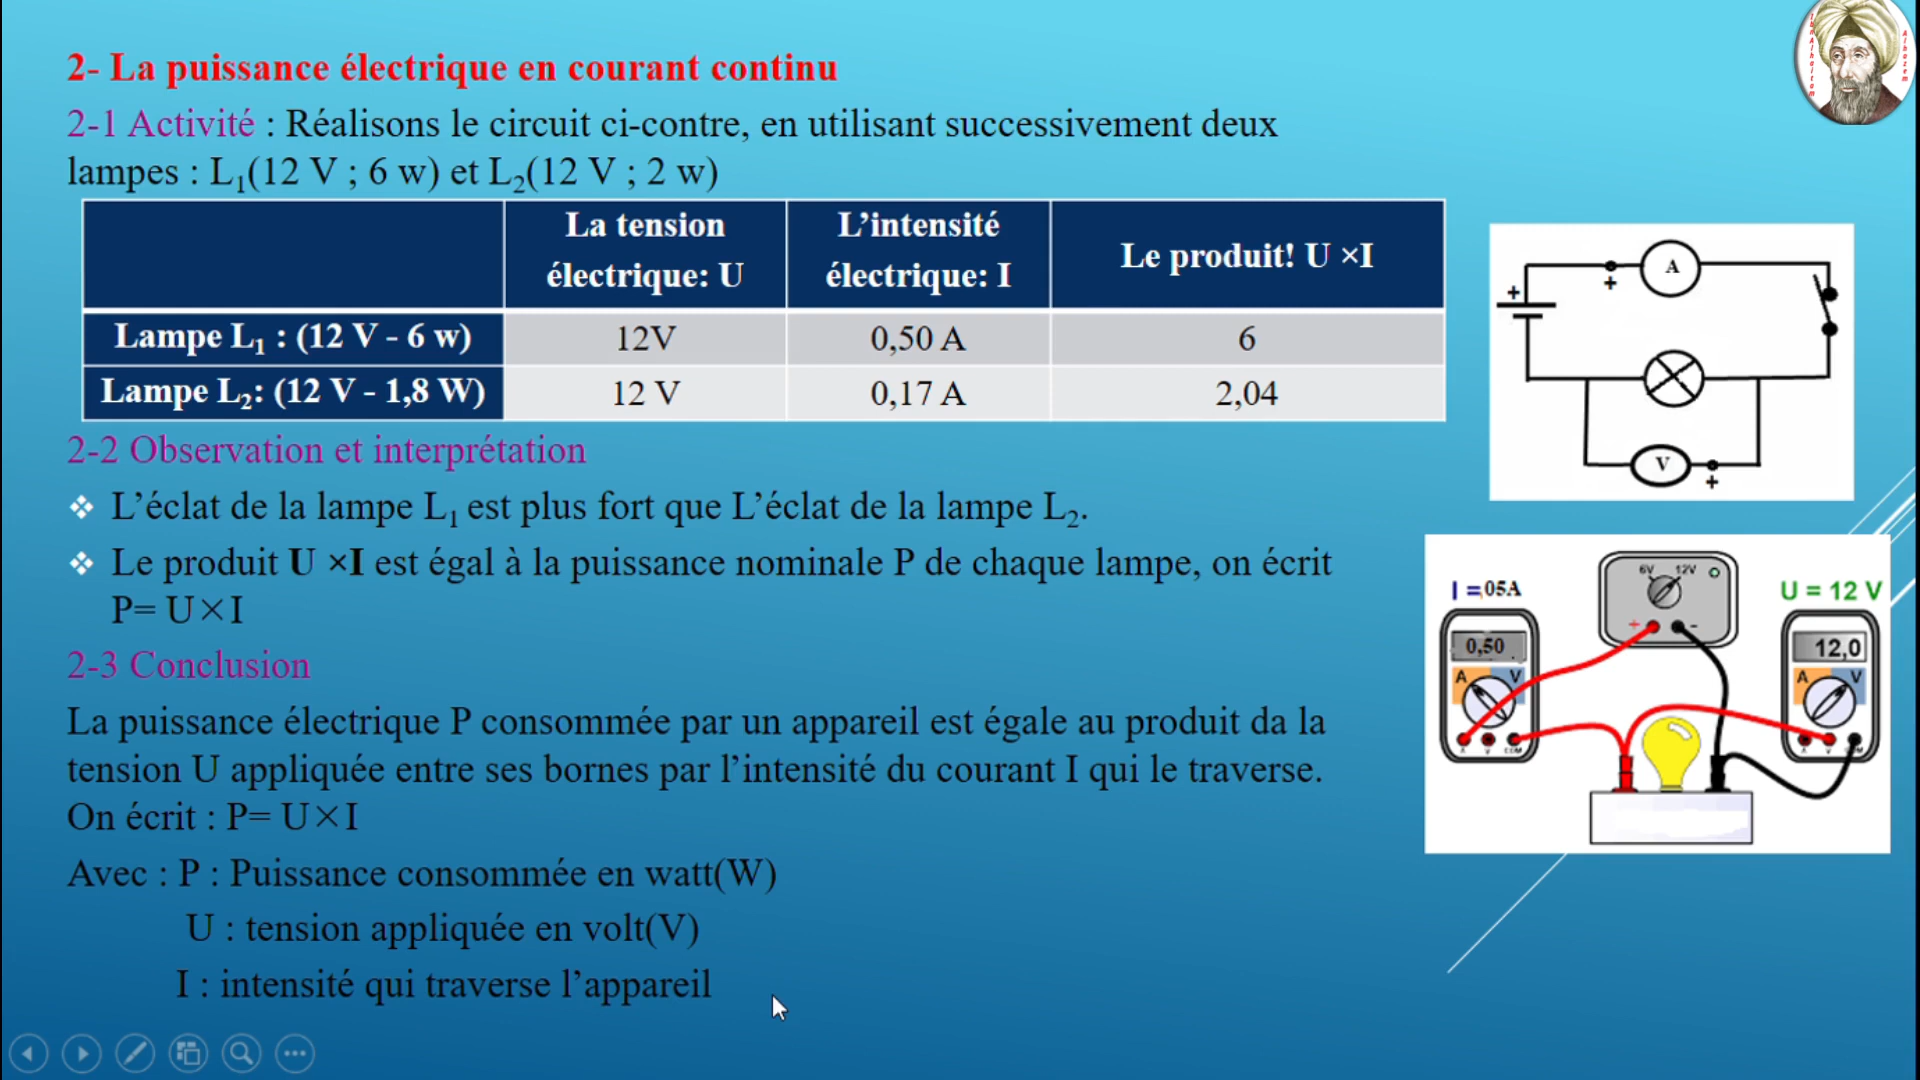 2- La puissance électrique en courant continu
2-1 Activité : Réalisons le circuit ci-contre, en utilisant successivement deux
lampes : L₁(12 V ; 6 w) et L₂(12 V ; 2 w)
La tension électrique: U
L’intensité électrique: I
Le produit! U ×I
Lampe L₁ : (12 V - 6 w) 12V 0,50 A 6
Lampe L₂: (12 V - 1,8 W) 12 V 0,17 A 2,04
2-2 Observation et interprétation
❖ L’éclat de la lampe L₁ est plus fort que L’éclat de la lampe L₂.
❖ Le produit U ×I est égal à la puissance nominale P de chaque lampe, on écrit
P= U×I
2-3 Conclusion
La puissance électrique P consommée par un appareil est égale au produit da la
tension U appliquée entre ses bornes par l’intensité du courant I qui le traverse.
On écrit : P= U×I
Avec : P : Puissance consommée en watt(W)
U : tension appliquée en volt(V)
I : intensité qui traverse l’appareil
Ibn Alhaitam
Alhazem
A
+
+
V
+
I =,05A
6V 12V
U = 12 V
+ -
0,50
12,0
A V
A V
A V COM
A V COM